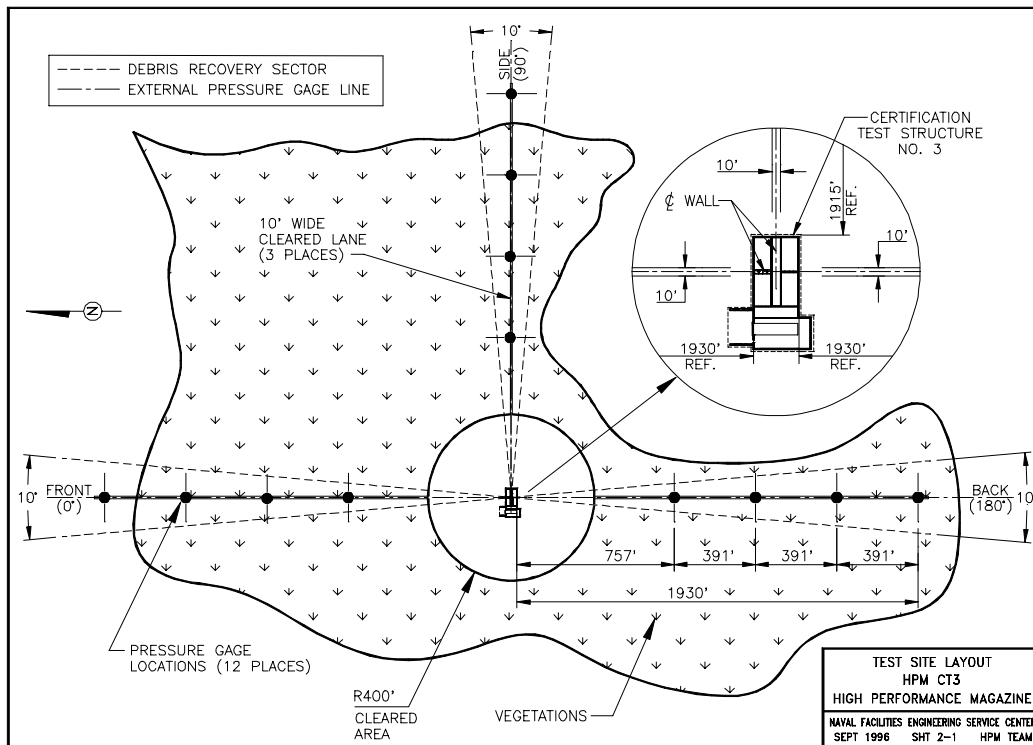 DEBRIS RECOVERY SECTOR
EXTERNAL PRESSURE GAGE LINE
10°
SIDE
(90°)
CERTIFICATION
TEST STRUCTURE
NO. 3
10'
℄ WALL
1915'
REF.
10'
10'
1930'
REF.
1930'
REF.
10' WIDE
CLEARED LANE
(3 PLACES)
N
10°
FRONT
(0°)
BACK
(180°)
10
757'
391'
391'
391'
1930'
PRESSURE GAGE
LOCATIONS (12 PLACES)
R400'
CLEARED
AREA
VEGETATIONS
TEST SITE LAYOUT
HPM CT3
HIGH PERFORMANCE MAGAZINE
NAVAL FACILITIES ENGINEERING SERVICE CENTER
SEPT 1996 SHT 2-1 HPM TEAM